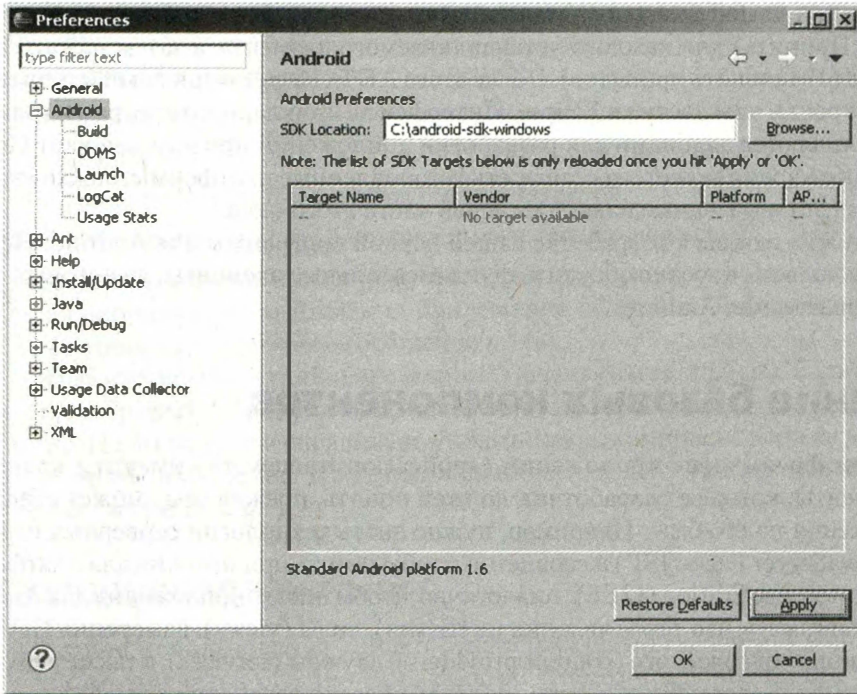 Preferences
type filter text
General
Android
Build
DDMS
Launch
LogCat
Usage Stats
Ant
Help
Install/Update
Java
Run/Debug
Tasks
Team
Usage Data Collector
Validation
XML
Android
Android Preferences
SDK Location: C:\android-sdk-windows Browse...
Note: The list of SDK Targets below is only reloaded once you hit 'Apply' or 'OK'.
Target Name Vendor Platform AP...
No target available
Standard Android platform 1.6
Restore Defaults Apply
? OK Cancel